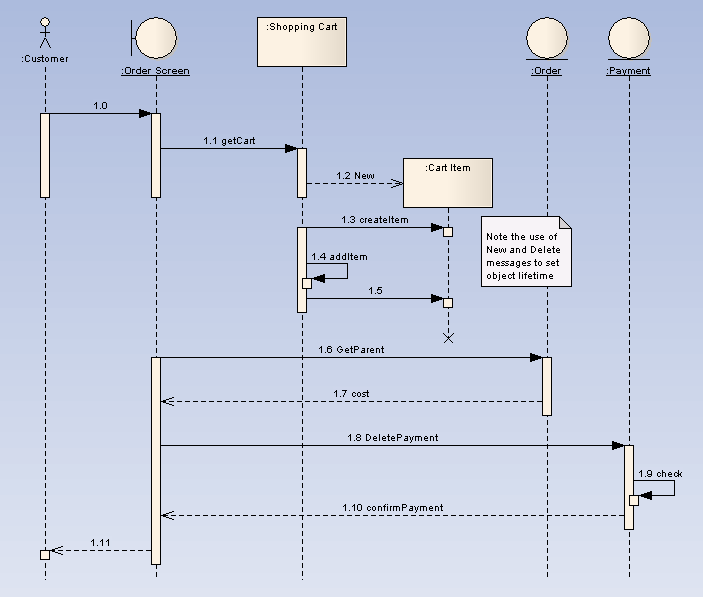 :Customer
:Order Screen
:Shopping Cart
:Order
:Payment
1.0
1.1 getCart
1.2 New
:Cart Item
1.3 createItem
Note the use of
New and Delete
messages to set
object lifetime
1.4 addItem
1.5
1.6 GetParent
1.7 cost
1.8 DeletePayment
1.9 check
1.10 confirmPayment
1.11